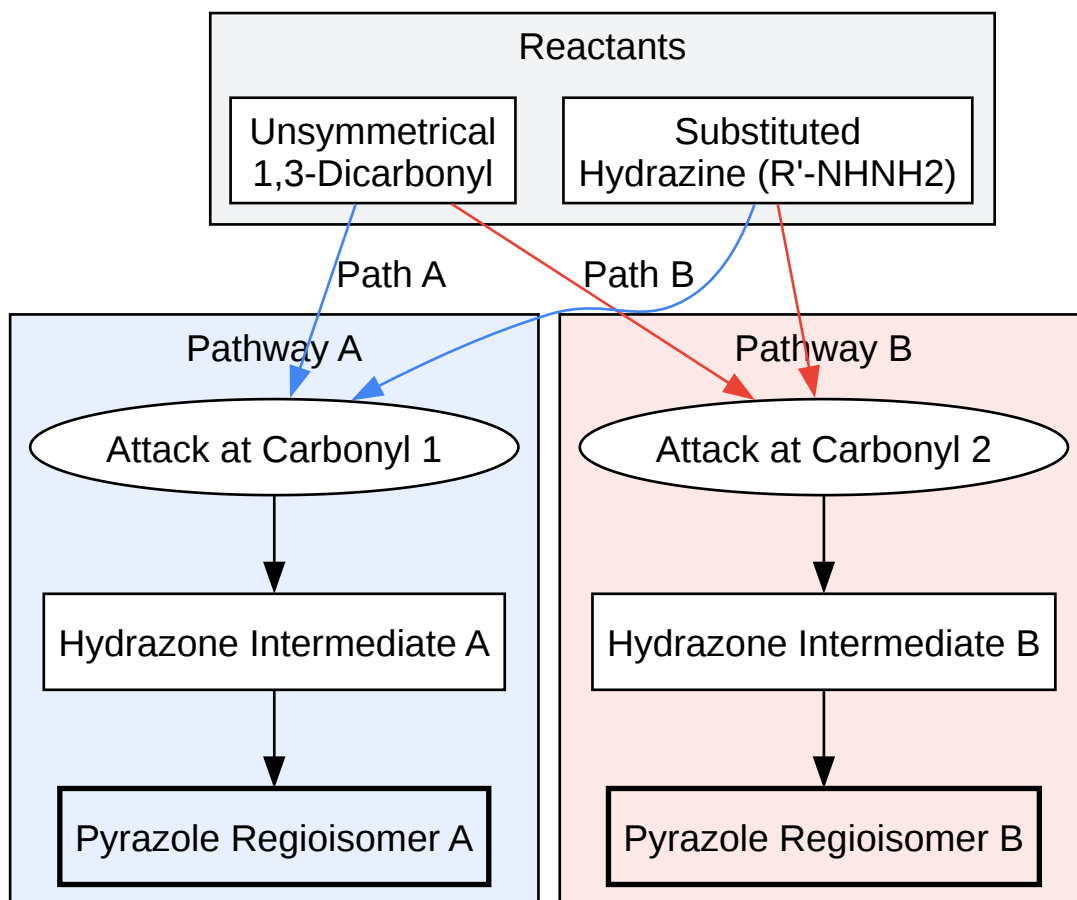 Reactants
Unsymmetrical
1,3-Dicarbonyl
Substituted
Hydrazine (R'-NHNH2)
Path A
Path B
Pathway A
Pathway B
Attack at Carbonyl 1
Attack at Carbonyl 2
Hydrazone Intermediate A
Hydrazone Intermediate B
Pyrazole Regioisomer A
Pyrazole Regioisomer B